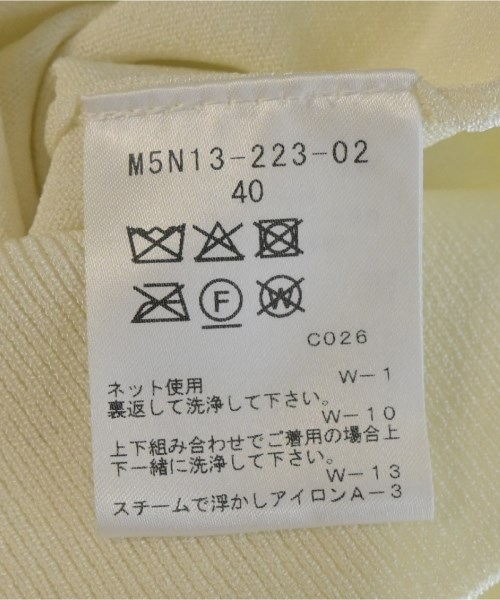 M5N13-223-02
40
F
W
C026
ネット使用 W-1
裏返して洗浄して下さい。
W-10
上下組み合わせでご着用の場合上
下一緒に洗浄して下さい。
W-13
スチームで浮かしアイロンA-3